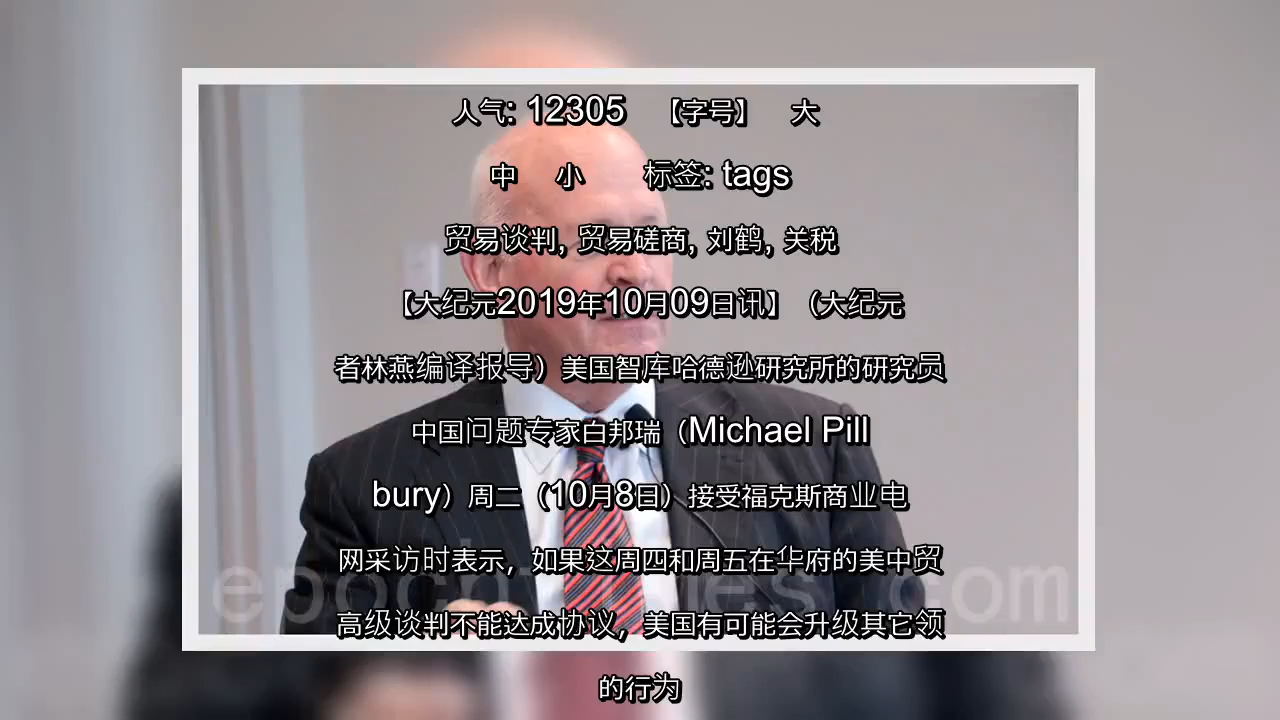 人气: 12305 【字号】 大
中 小 标签: tags
贸易谈判, 贸易磋商, 刘鹤, 关税
【大纪元2019年10月09日讯】（大纪元
者林燕编译报导）美国智库哈德逊研究所的研究员
中国问题专家白邦瑞（Michael Pill
bury）周二（10月8日）接受福克斯商业电
网采访时表示，如果这周四和周五在华府的美中贸
高级谈判不能达成协议，美国有可能会升级其它领
的行为
epochtimes.com